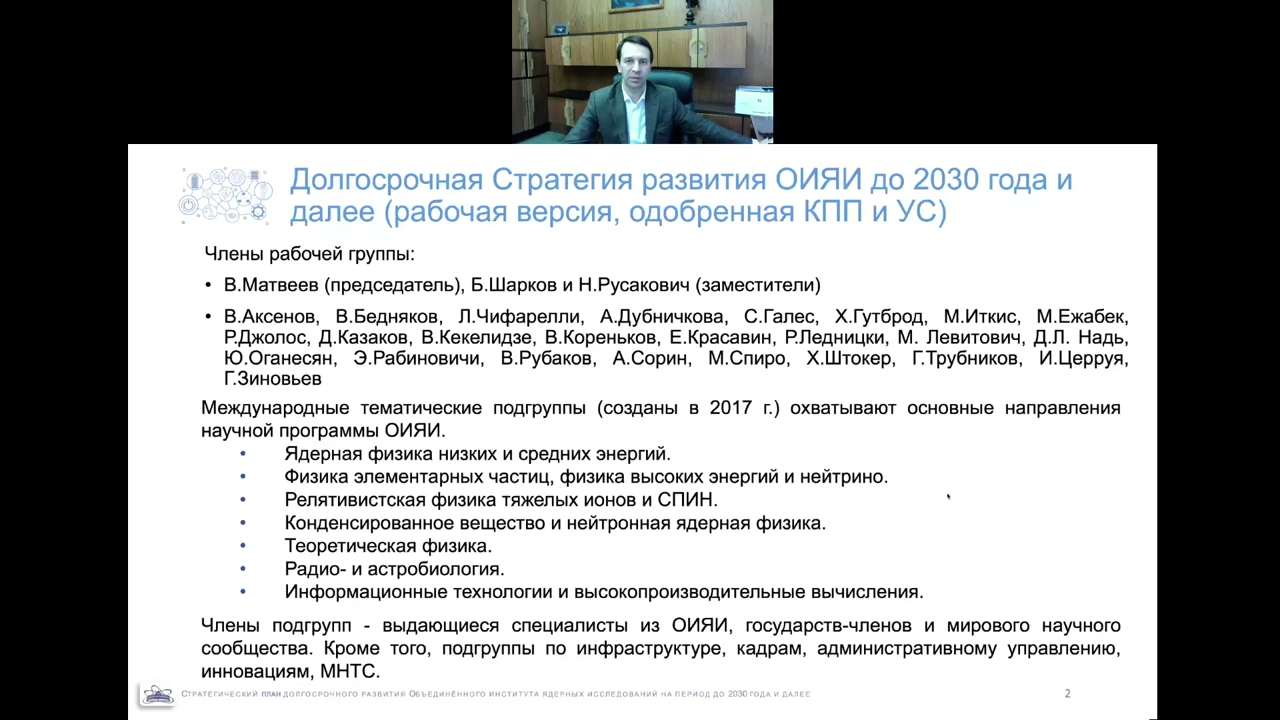 Долгосрочная Стратегия развития ОИЯИ до 2030 года и
далее (рабочая версия, одобренная КПП и УС)
Члены рабочей группы:
• В.Матвеев (председатель), Б.Шарков и Н.Русакович (заместители)
• В.Аксенов, В.Бедняков, Л.Чифарелли, А.Дубничкова, С.Галес, Х.Гутброд, М.Иткис, М.Ежабек,
Р.Джолос, Д.Казаков, В.Кекелидзе, В.Кореньков, Е.Красавин, Р.Ледницки, М. Левитович, Д.Л. Надь,
Ю.Оганесян, Э.Рабиновичи, В.Рубаков, А.Сорин, М.Спиро, Х.Штокер, Г.Трубников, И.Церруя,
Г.Зиновьев
Международные тематические подгруппы (созданы в 2017 г.) охватывают основные направления
научной программы ОИЯИ.
• Ядерная физика низких и средних энергий.
• Физика элементарных частиц, физика высоких энергий и нейтрино.
• Релятивистская физика тяжелых ионов и СПИН.
• Конденсированное вещество и нейтронная ядерная физика.
• Теоретическая физика.
• Радио- и астробиология.
• Информационные технологии и высокопроизводительные вычисления.
Члены подгрупп - выдающиеся специалисты из ОИЯИ, государств-членов и мирового научного
сообщества. Кроме того, подгруппы по инфраструктуре, кадрам, административному управлению,
инновациям, МНТС.
Стратегический план долгосрочного развития Объединённого института ядерных исследований на период до 2030 года и далее
2